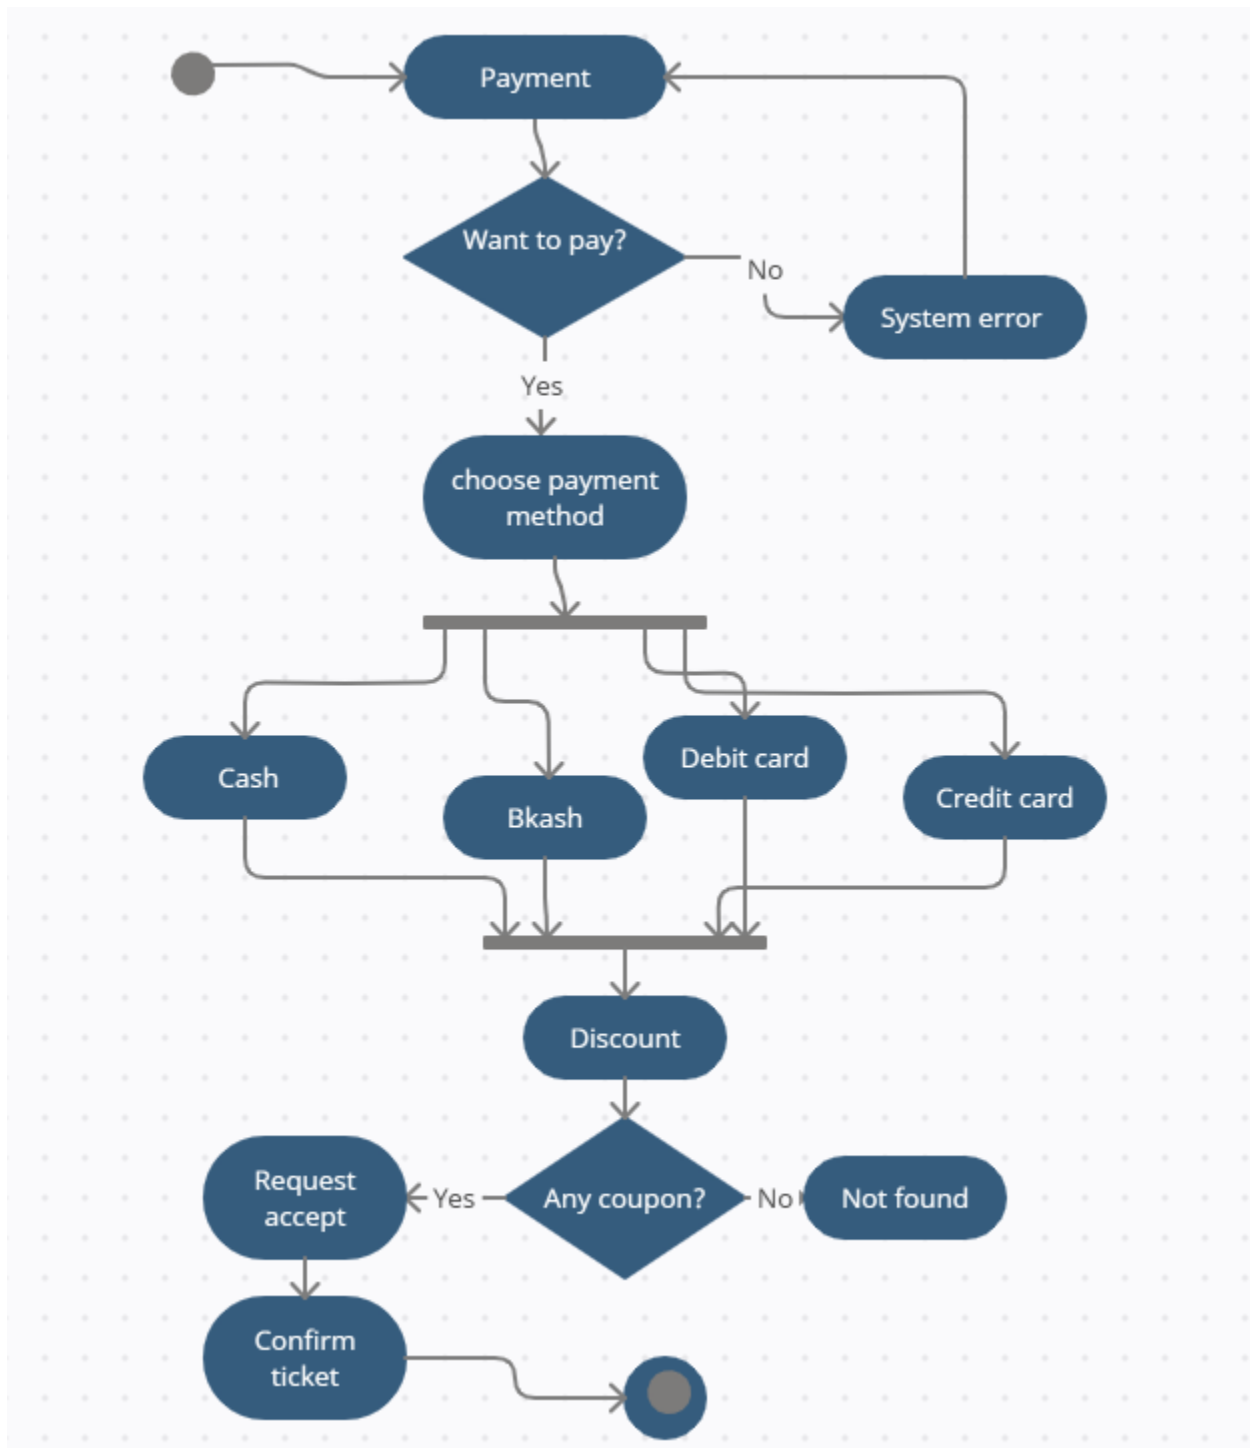 Payment
Want to pay?
No
System error
Yes
choose payment
method
Cash
Bkash
Debit card
Credit card
Discount
Any coupon?
Yes
No
Request
accept
Not found
Confirm
ticket